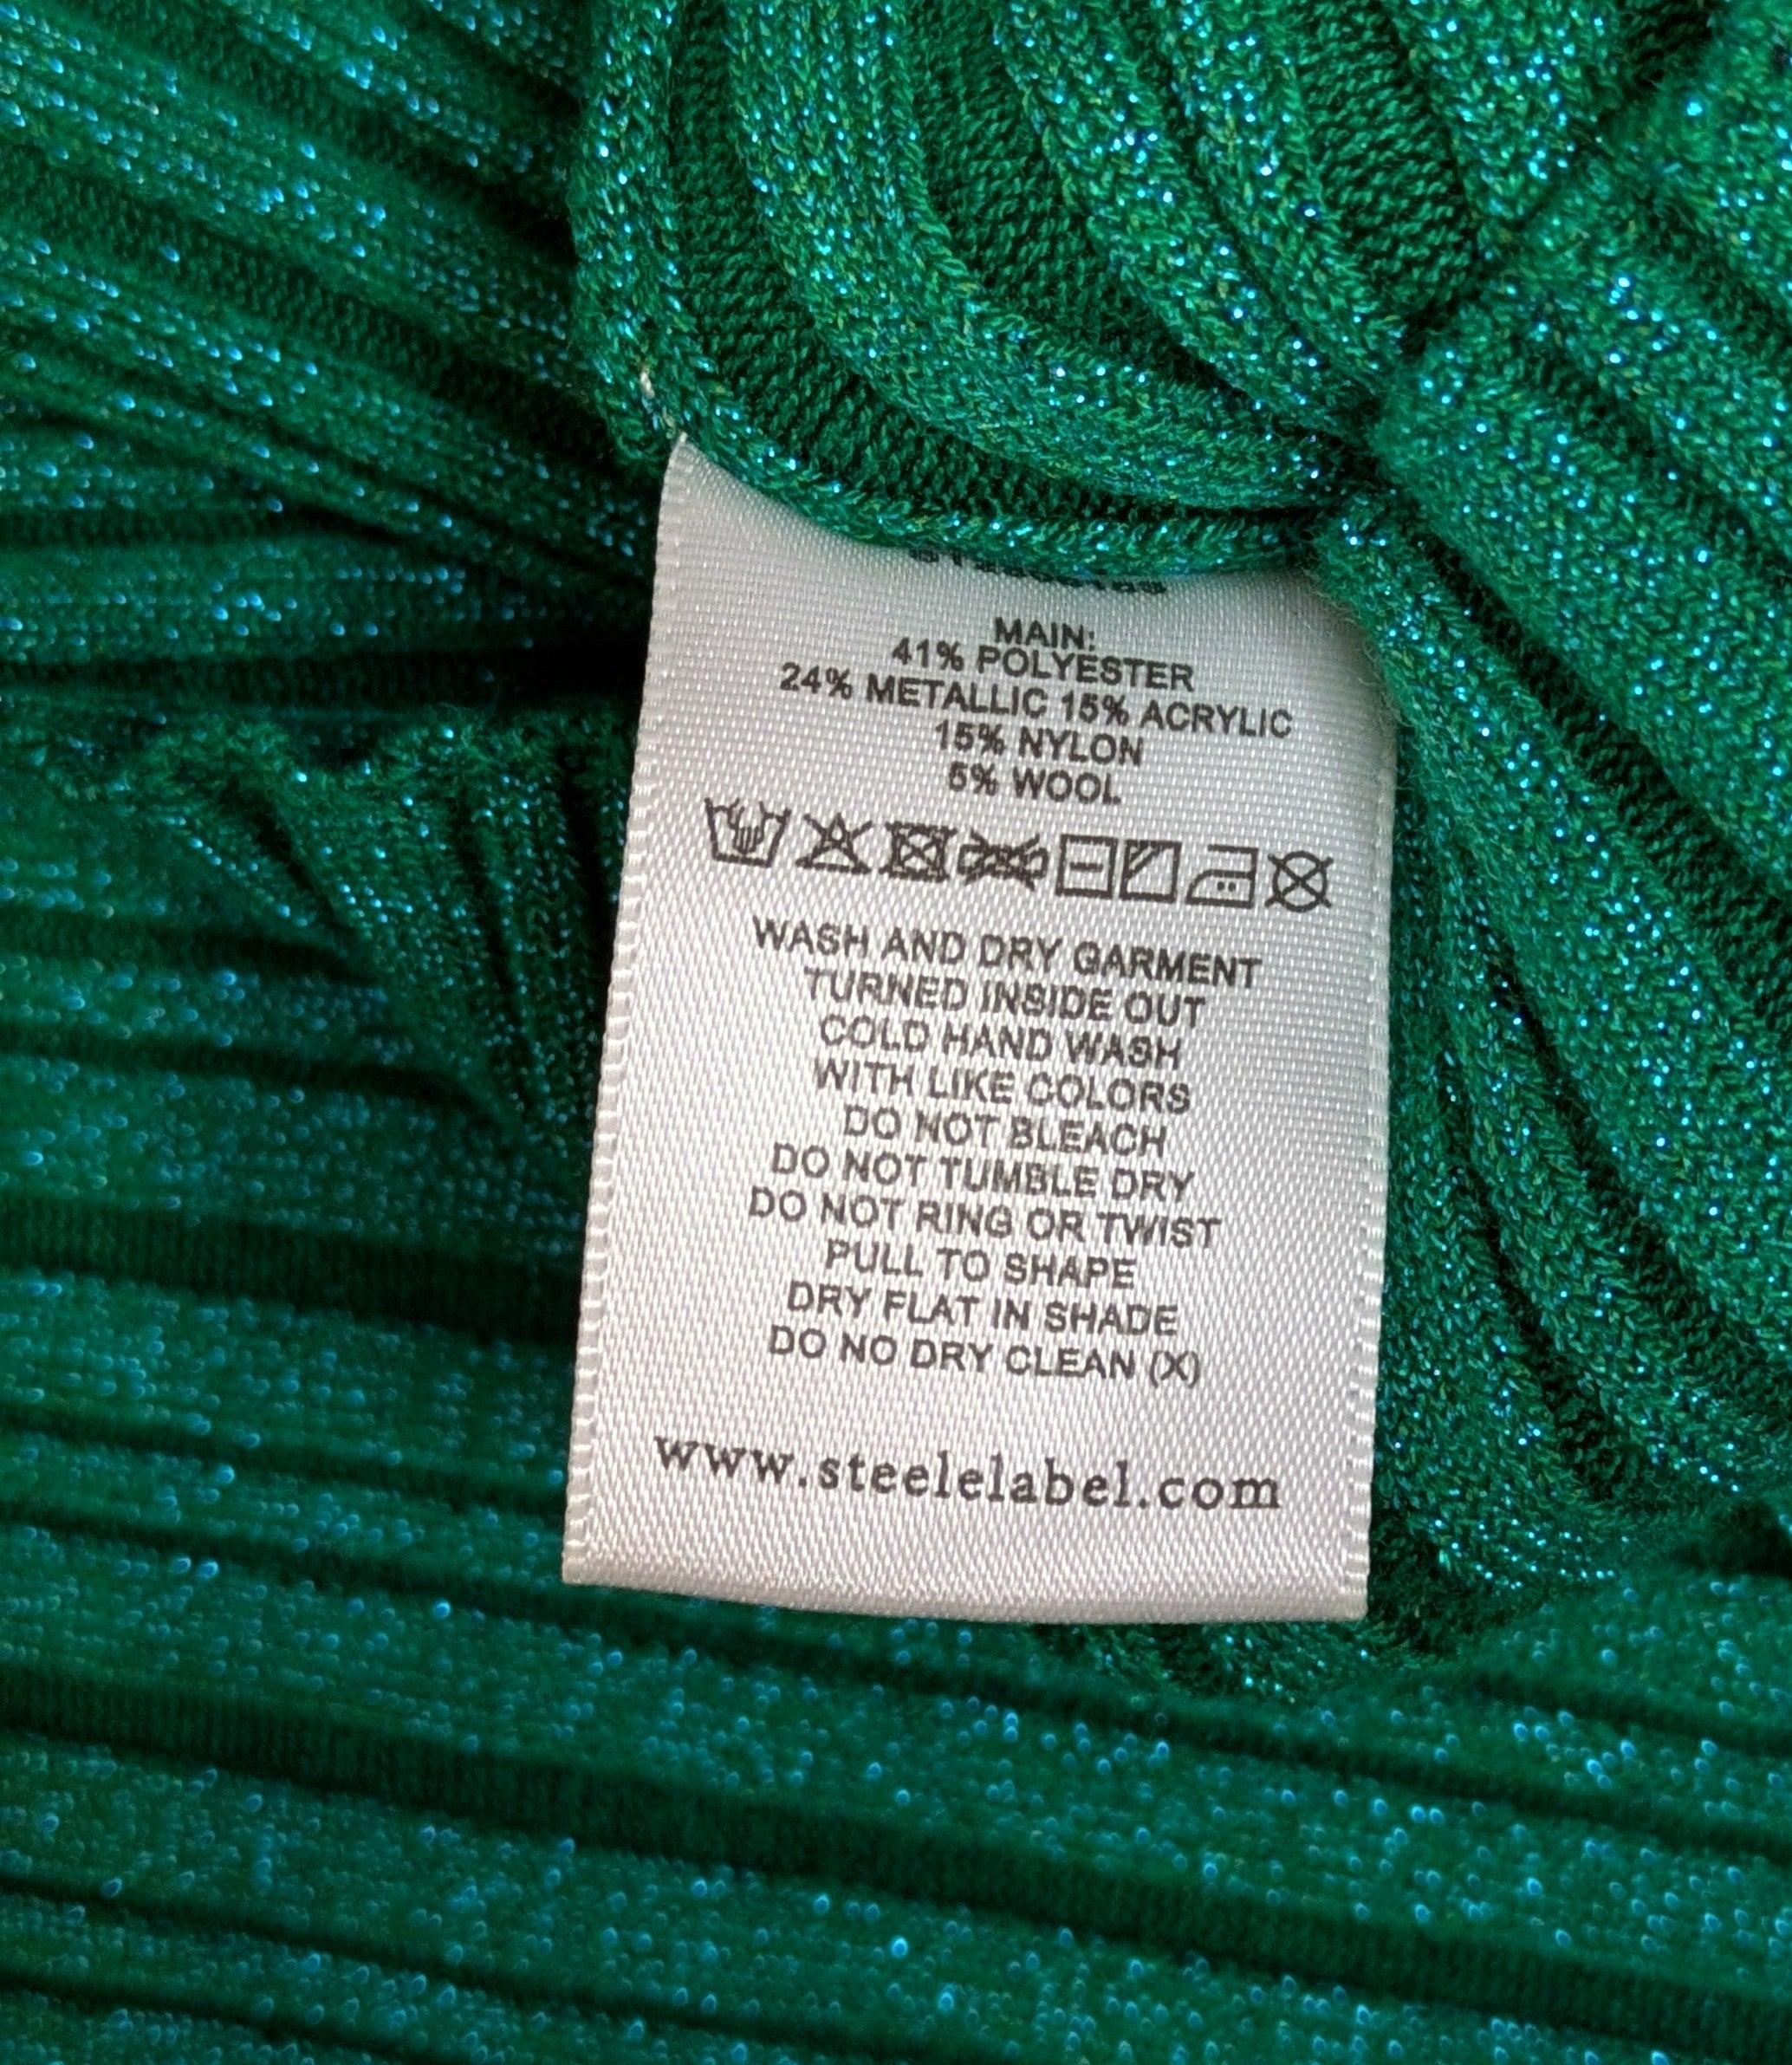 MAIN:
41% POLYESTER
24% METALLIC 15% ACRYLIC
15% NYLON
5% WOOL
WASH AND DRY GARMENT
TURNED INSIDE OUT
COLD HAND WASH
WITH LIKE COLORS
DO NOT BLEACH
DO NOT TUMBLE DRY
DO NOT RING OR TWIST
PULL TO SHAPE
DRY FLAT IN SHADE
DO NO DRY CLEAN (X)
www.steelelabel.com